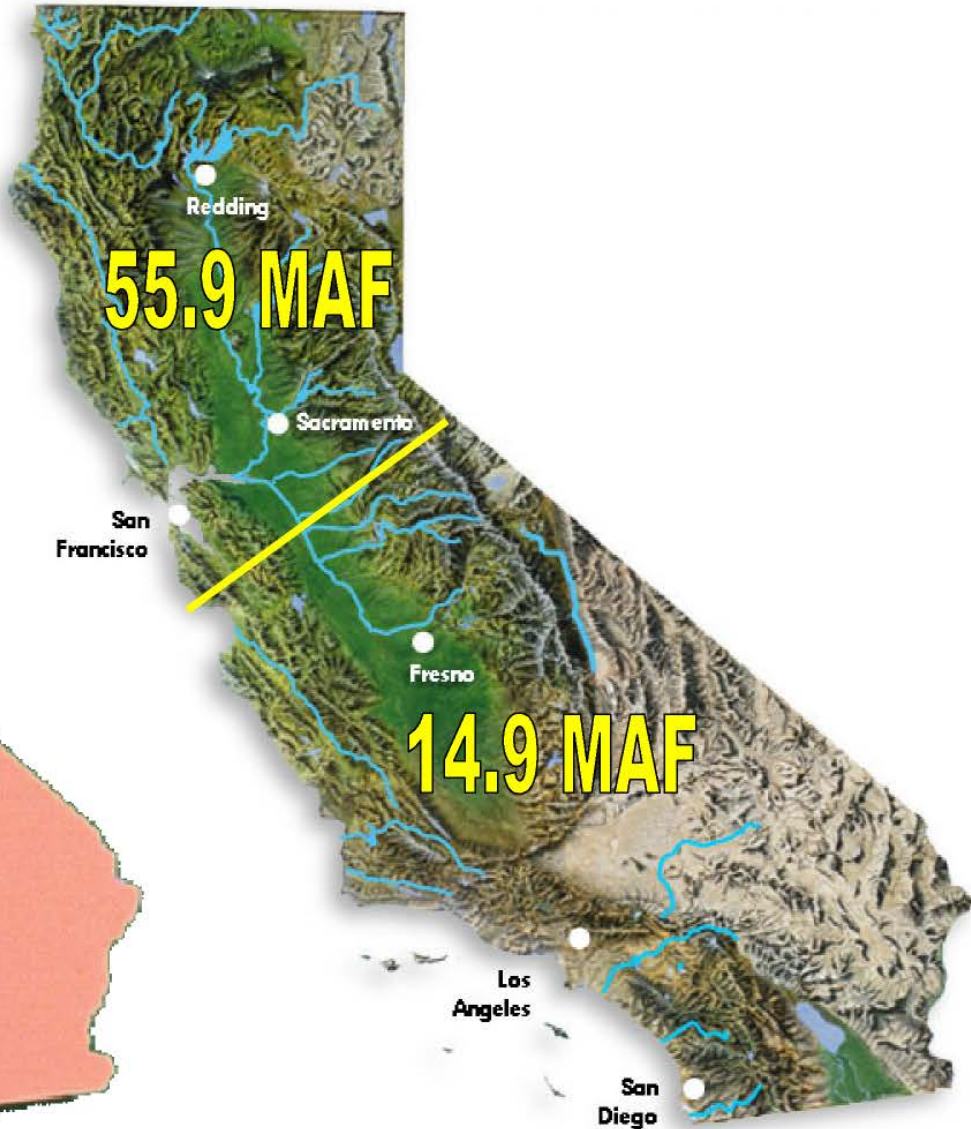 Redding
55.9 MAF
Sacramento
San
Francisco
Fresno
14.9 MAF
Los
Angeles
San
Diego